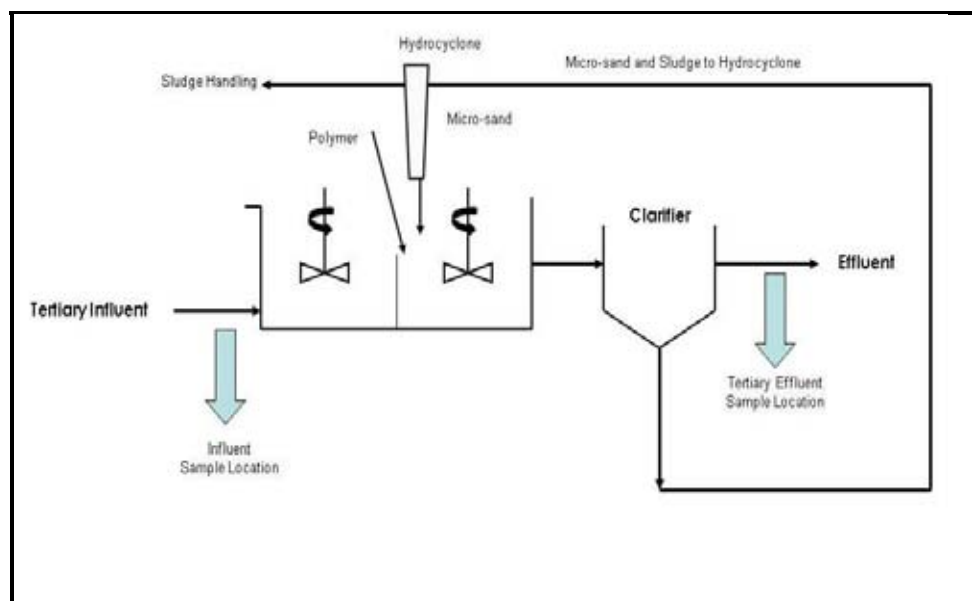 Hydrocyclone
Micro-sand and Sludge to Hydrocyclone
Sludge Handling
Micro-sand
Polymer
Clarifier
Effluent
Tertiary Influent
Tertiary Effluent
Sample Location
Influent
Sample Location